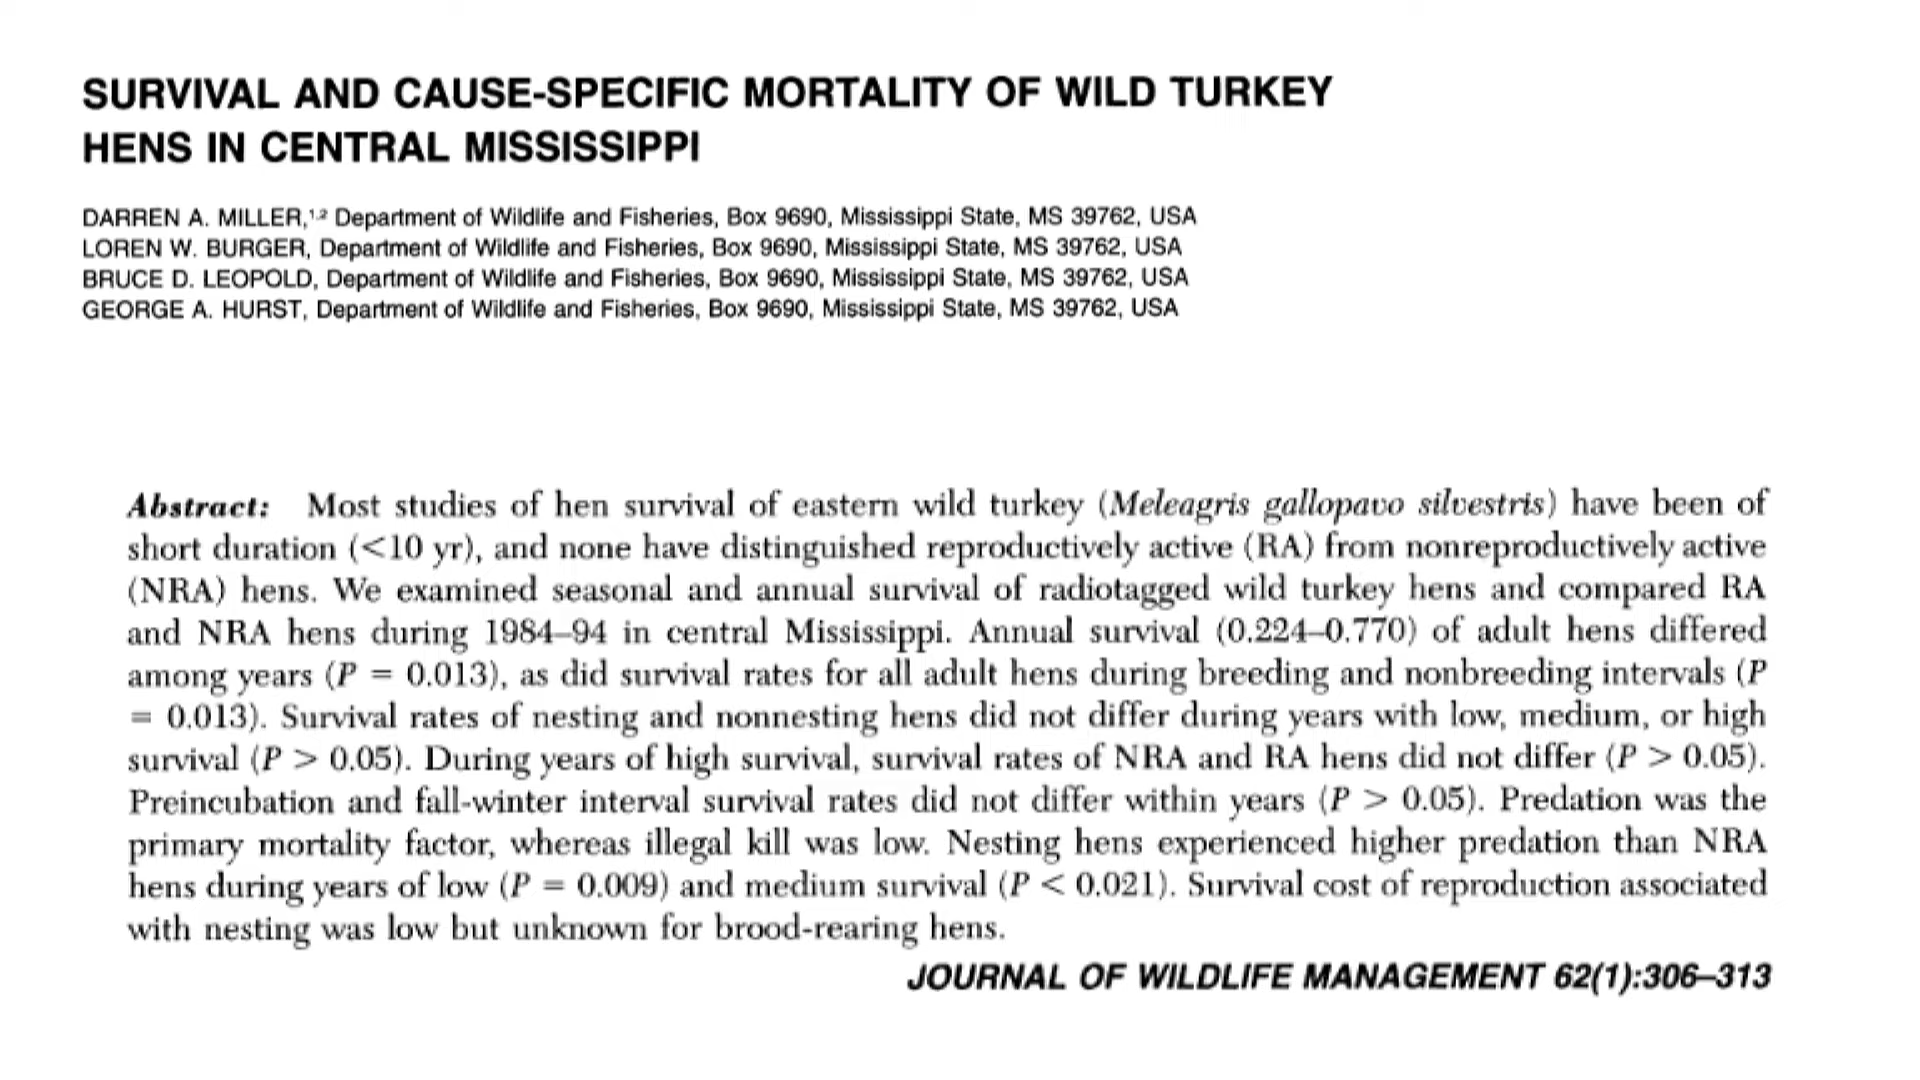 SURVIVAL AND CAUSE-SPECIFIC MORTALITY OF WILD TURKEY
HENS IN CENTRAL MISSISSIPPI
DARREN A. MILLER,¹,² Department of Wildlife and Fisheries, Box 9690, Mississippi State, MS 39762, USA
LOREN W. BURGER, Department of Wildlife and Fisheries, Box 9690, Mississippi State, MS 39762, USA
BRUCE D. LEOPOLD, Department of Wildlife and Fisheries, Box 9690, Mississippi State, MS 39762, USA
GEORGE A. HURST, Department of Wildlife and Fisheries, Box 9690, Mississippi State, MS 39762, USA
Abstract: Most studies of hen survival of eastern wild turkey (Meleagris gallopavo silvestris) have been of
short duration (<10 yr), and none have distinguished reproductively active (RA) from nonreproductively active
(NRA) hens. We examined seasonal and annual survival of radiotagged wild turkey hens and compared RA
and NRA hens during 1984–94 in central Mississippi. Annual survival (0.224–0.770) of adult hens differed
among years (P = 0.013), as did survival rates for all adult hens during breeding and nonbreeding intervals (P
= 0.013). Survival rates of nesting and nonnesting hens did not differ during years with low, medium, or high
survival (P > 0.05). During years of high survival, survival rates of NRA and RA hens did not differ (P > 0.05).
Preincubation and fall-winter interval survival rates did not differ within years (P > 0.05). Predation was the
primary mortality factor, whereas illegal kill was low. Nesting hens experienced higher predation than NRA
hens during years of low (P = 0.009) and medium survival (P < 0.021). Survival cost of reproduction associated
with nesting was low but unknown for brood-rearing hens.
JOURNAL OF WILDLIFE MANAGEMENT 62(1):306–313